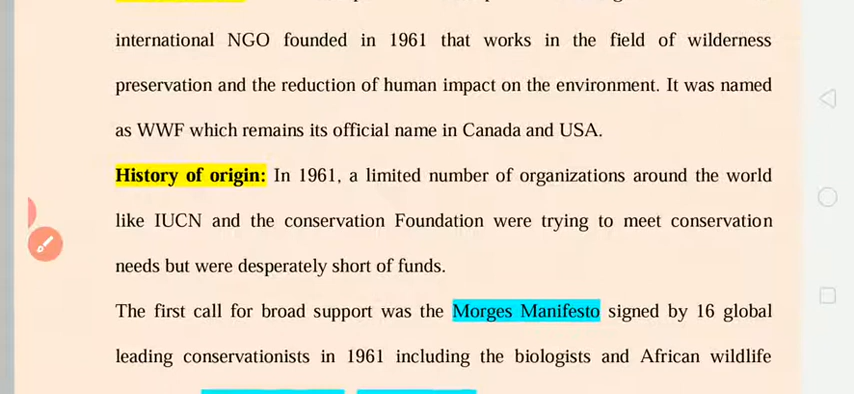 international NGO founded in 1961 that works in the field of wilderness
preservation and the reduction of human impact on the environment. It was named
as WWF which remains its official name in Canada and USA.
History of origin: In 1961, a limited number of organizations around the world
like IUCN and the conservation Foundation were trying to meet conservation
needs but were desperately short of funds.
The first call for broad support was the Morges Manifesto signed by 16 global
leading conservationists in 1961 including the biologists and African wildlife